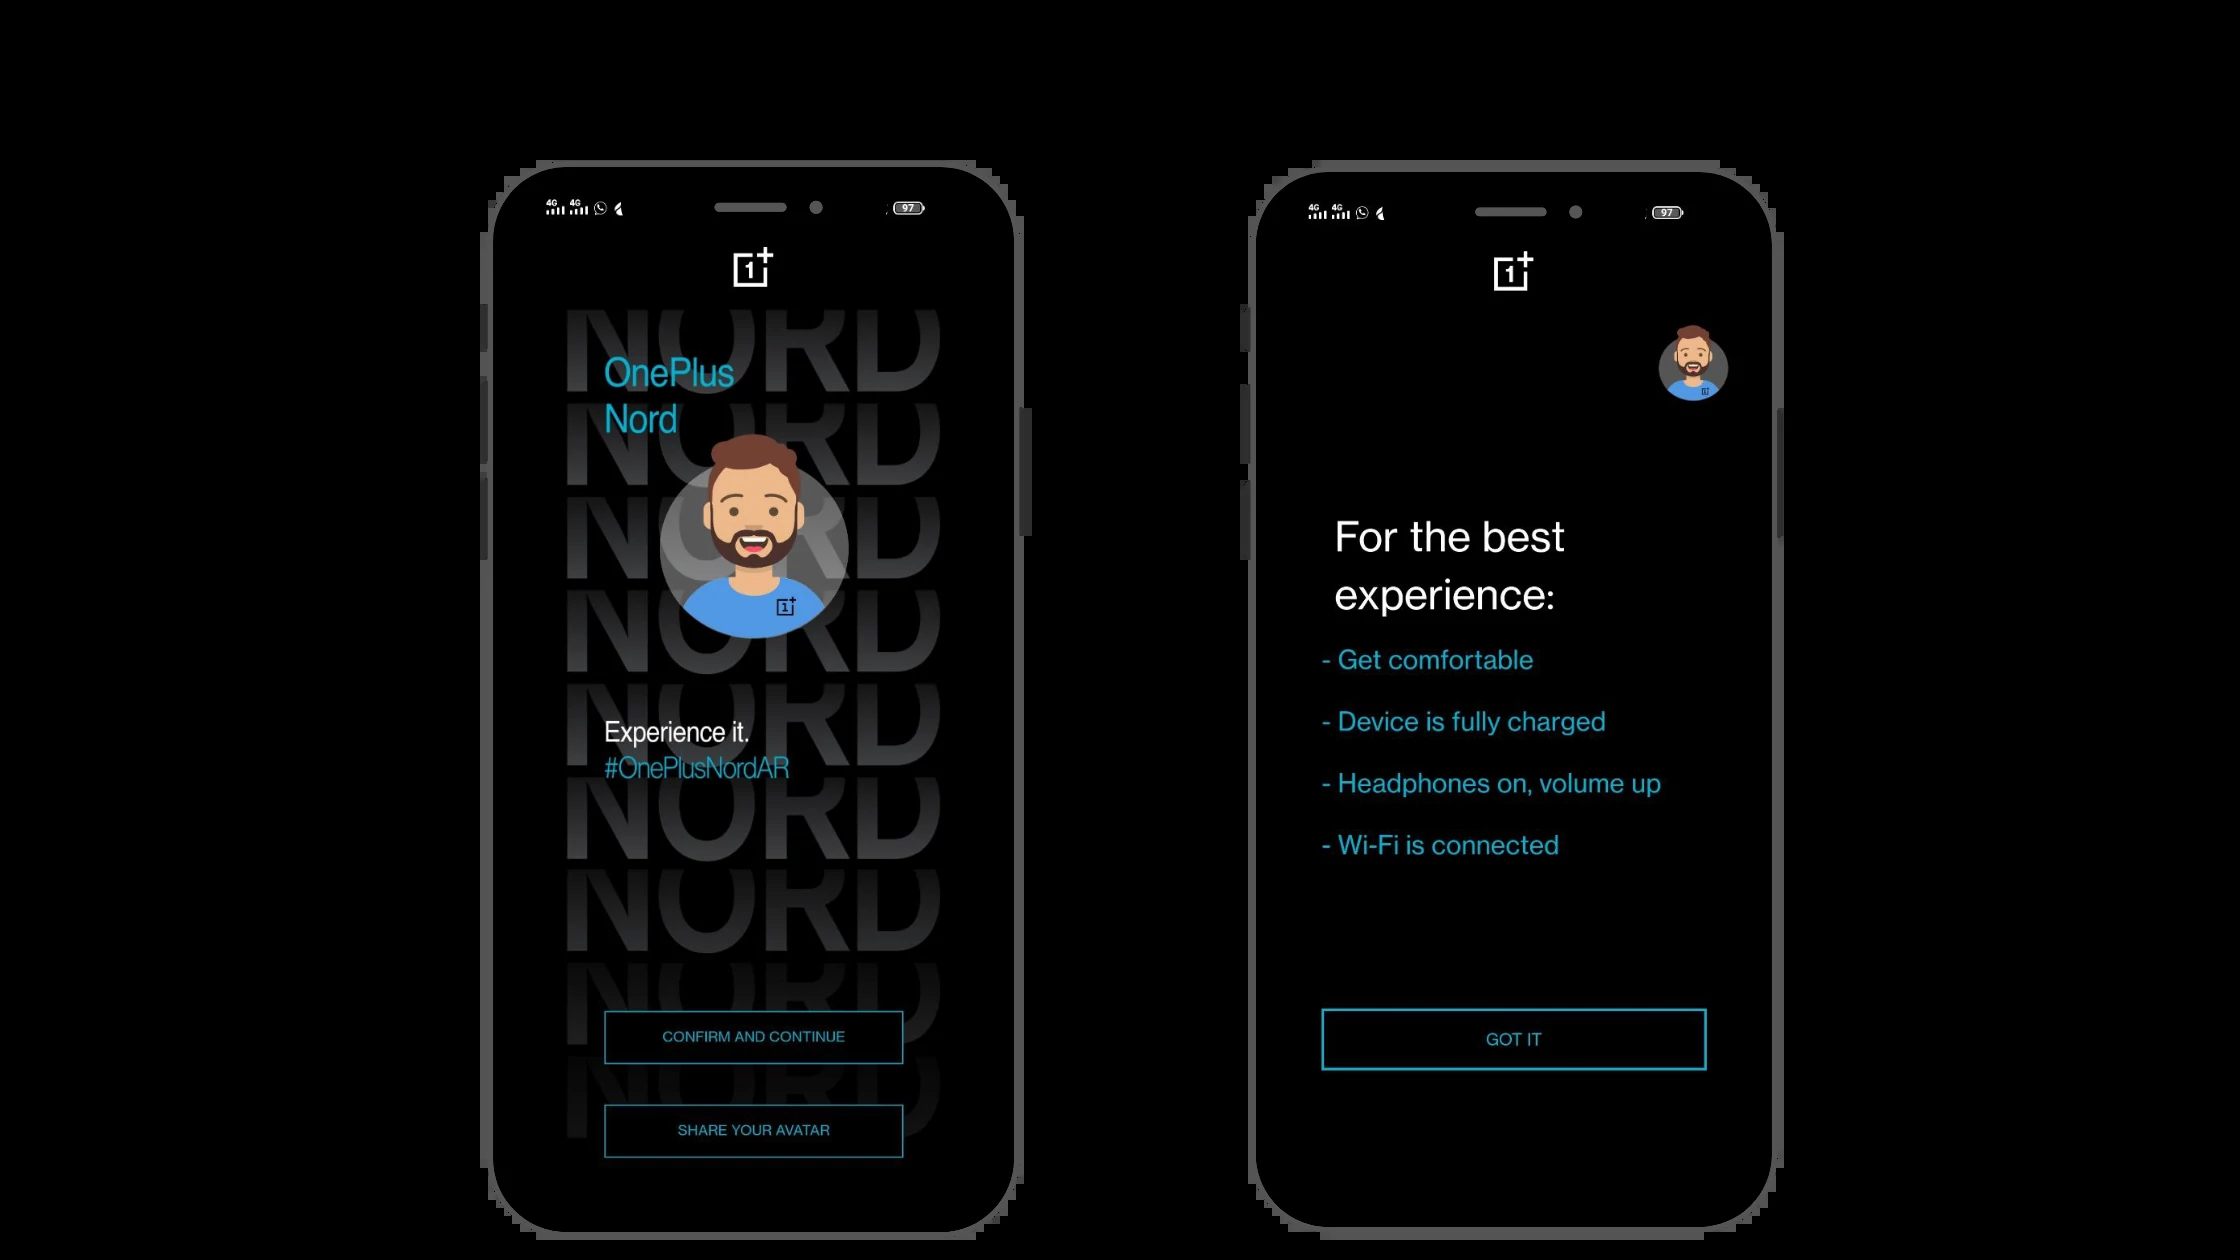 4G 4G
97
1+
NORD
OnePlus
NORD
Nord
NORD
1+
NORD
NORD
Experience it.
#OnePlusNordAR
NORD
NORD
NORD
CONFIRM AND CONTINUE
NORD
SHARE YOUR AVATAR
4G 4G
97
1+
For the best
experience:
- Get comfortable
- Device is fully charged
- Headphones on, volume up
- Wi-Fi is connected
GOT IT